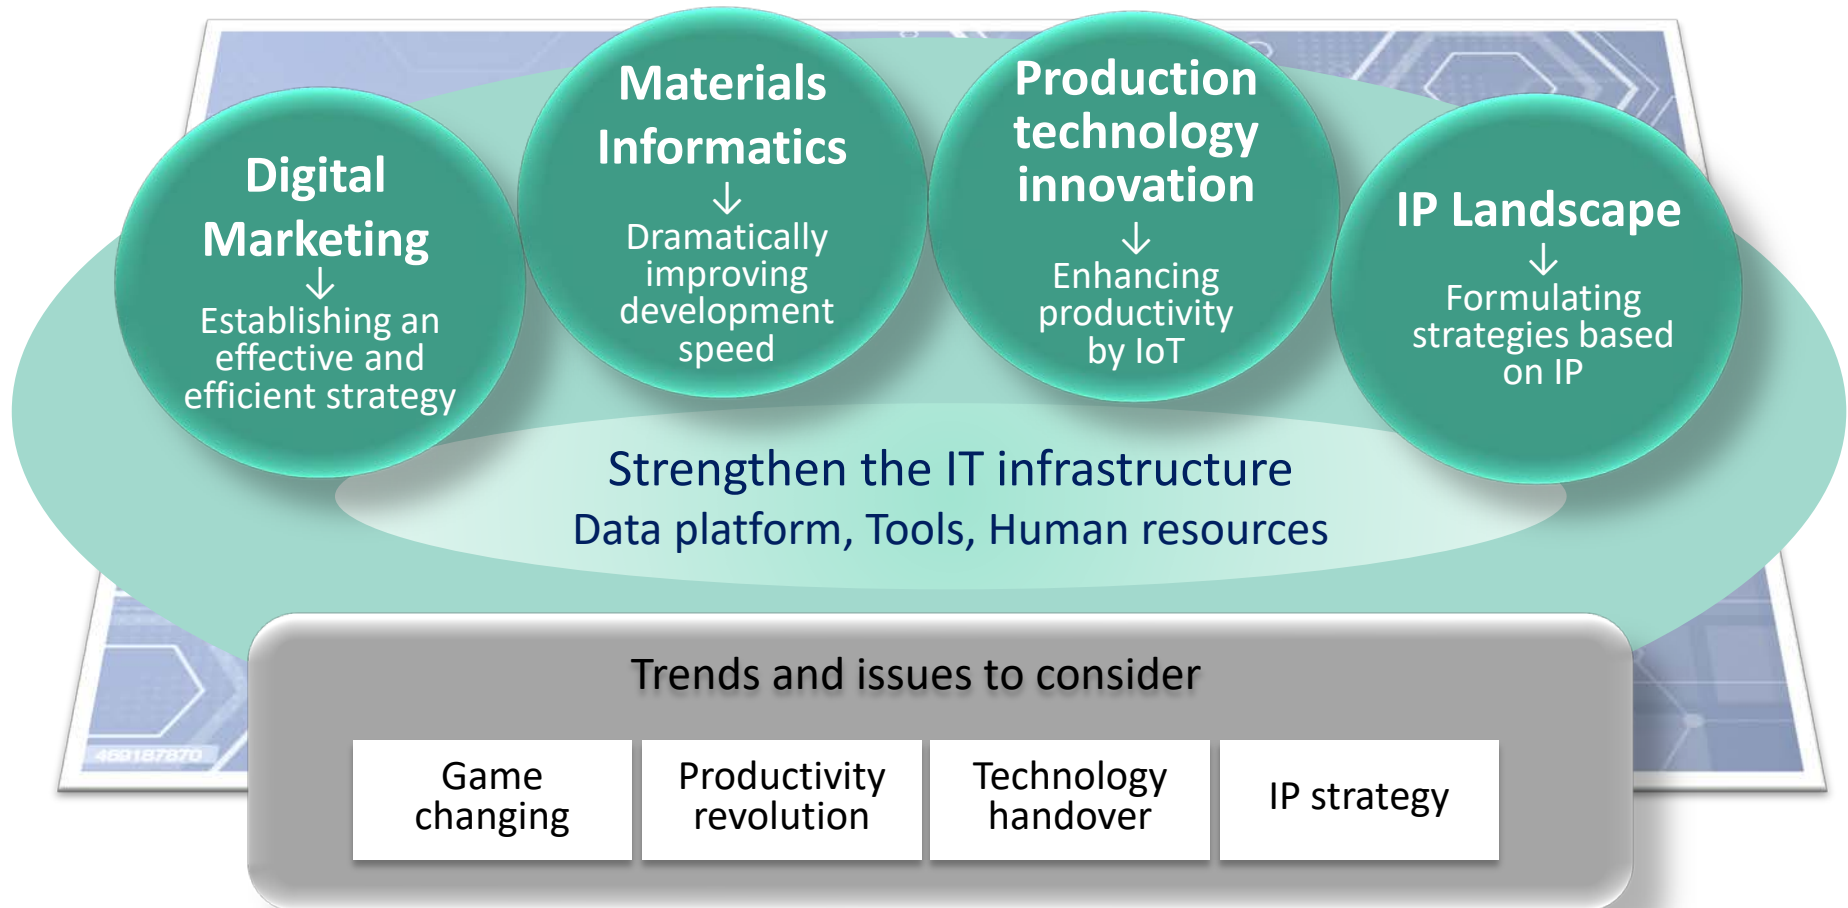 Digital
Marketing
↓
Establishing an
effective and
efficient strategy
Materials
Informatics
↓
Dramatically
improving
development
speed
Production
technology
innovation
↓
Enhancing
productivity
by IoT
IP Landscape
↓
Formulating
strategies based
on IP
Strengthen the IT infrastructure
Data platform, Tools, Human resources
Trends and issues to consider
Game
changing
Productivity
revolution
Technology
handover
IP strategy
469187870